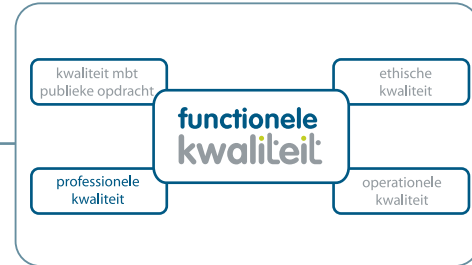 kwaliteit mbt
publieke opdracht
ethische
kwaliteit
functionele
kwaliteit
professionele
kwaliteit
operationele
kwaliteit